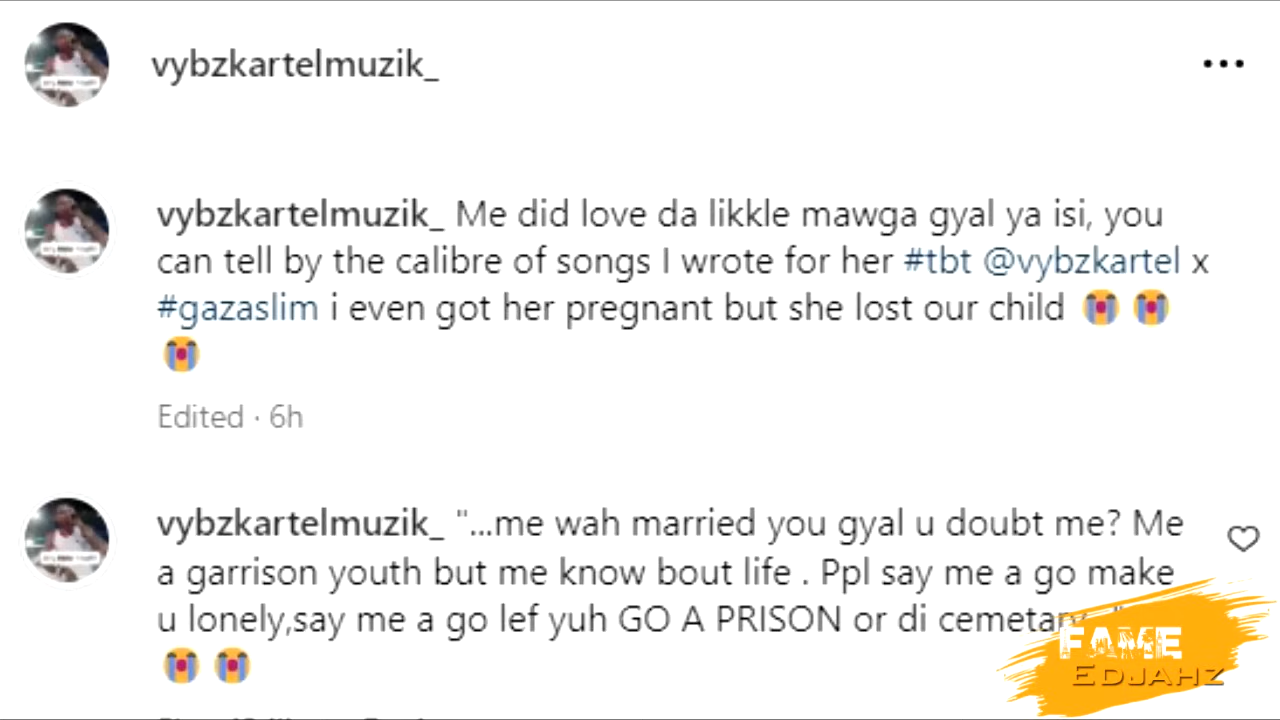 vybzkartelmuzik_
vybzkartelmuzik_ Me did love da likkle mawga gyal ya isi, you
can tell by the calibre of songs I wrote for her #tbt @vybzkartel x
#gazaslim i even got her pregnant but she lost our child 😭 😭
😭
Edited · 6h
vybzkartelmuzik_ "...me wah married you gyal u doubt me? Me
a garrison youth but me know bout life . Ppl say me a go make
u lonely,say me a go lef yuh GO A PRISON or di
😭 😭
FAME
EDJAHZ